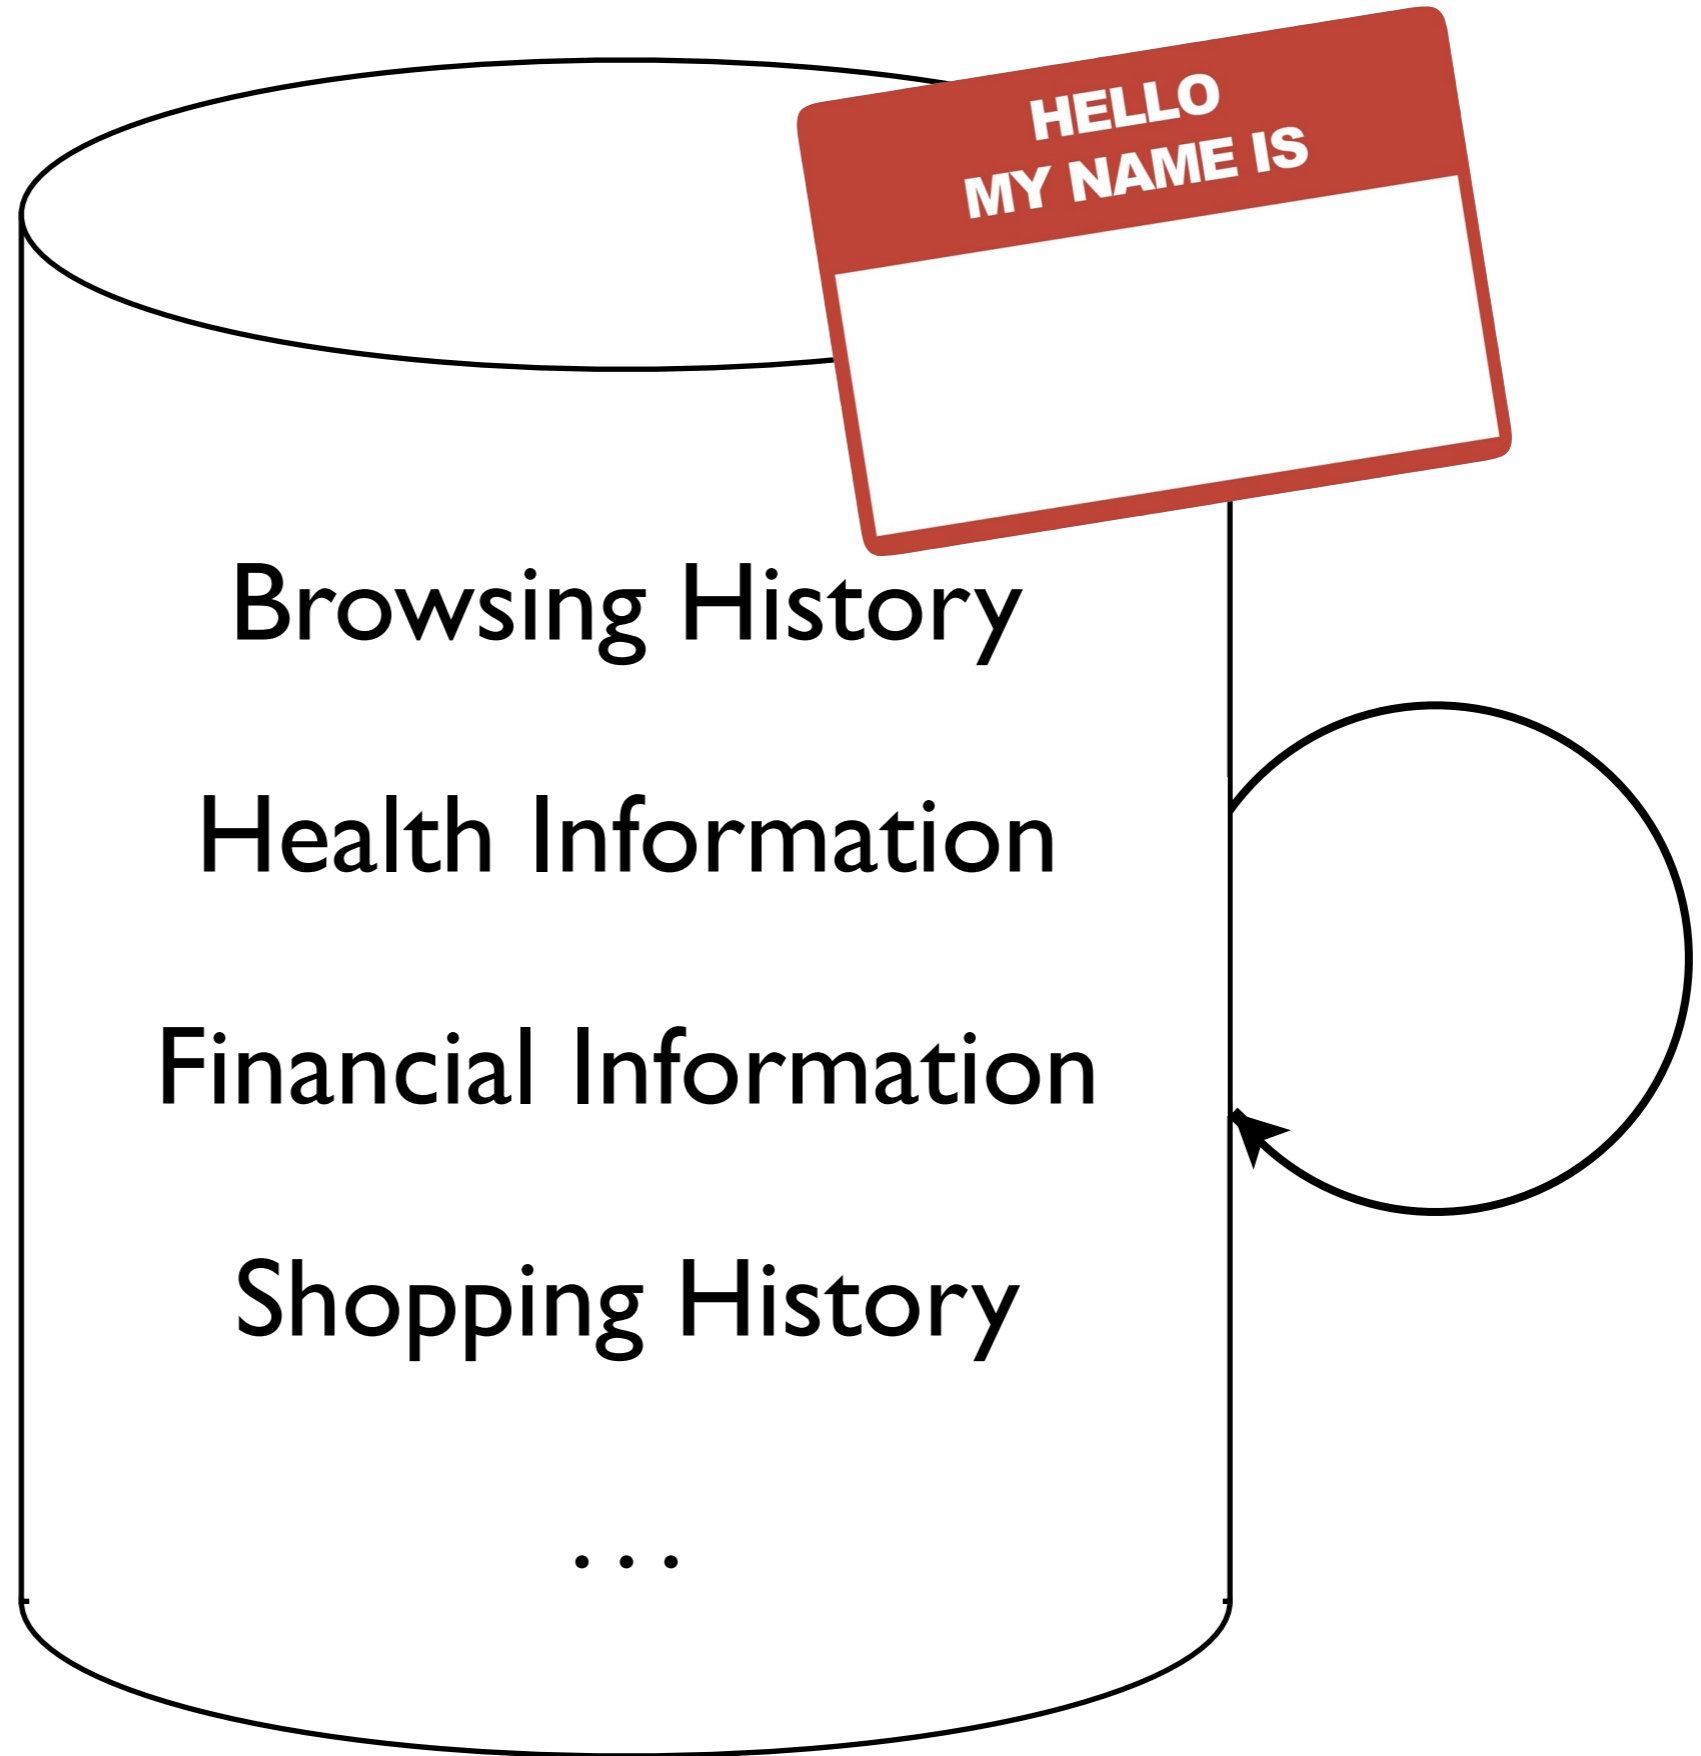 HELLO
MY NAME IS
Browsing History
Health Information
Financial Information
Shopping History
...